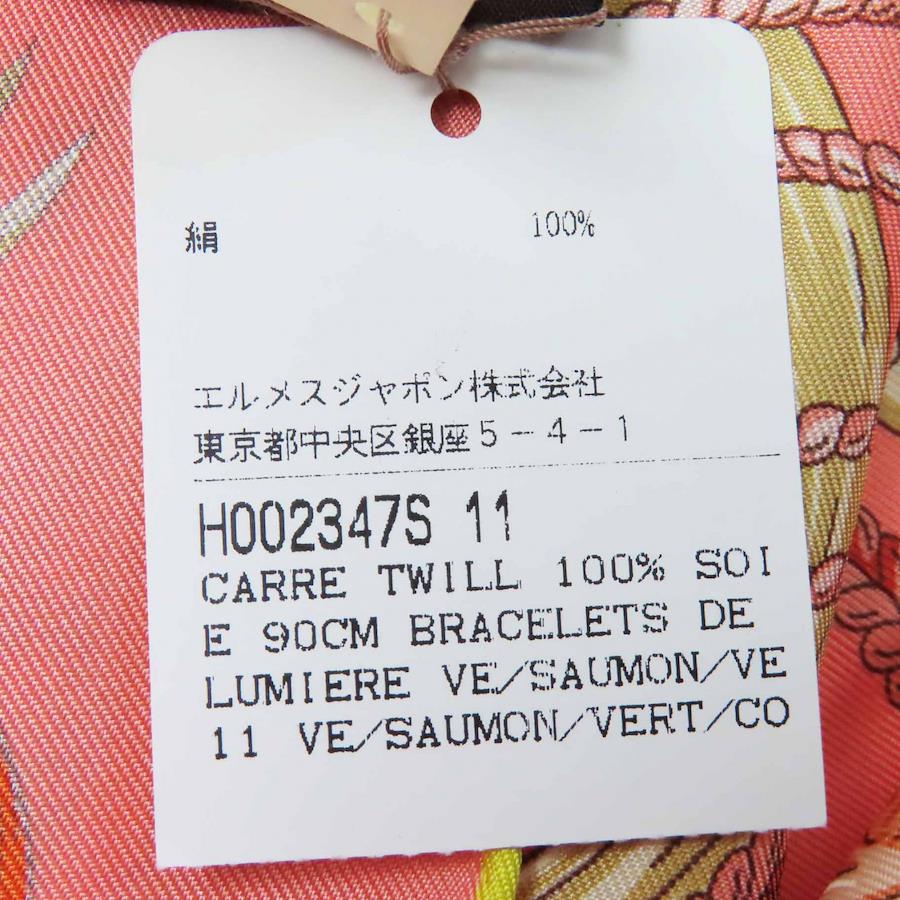 絹 100%
エルメスジャポン株式会社
東京都中央区銀座5-4-1
H002347S 11
CARRE TWILL 100% SOI
E 90CM BRACELETS DE
LUMIERE VE/SAUMON/VE
11 VE/SAUMON/VERT/CO